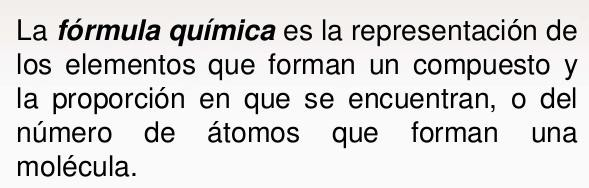 La fórmula química es la representación de
los elementos que forman un compuesto y
la proporción en que se encuentran, o del
número de átomos que forman una
molécula.